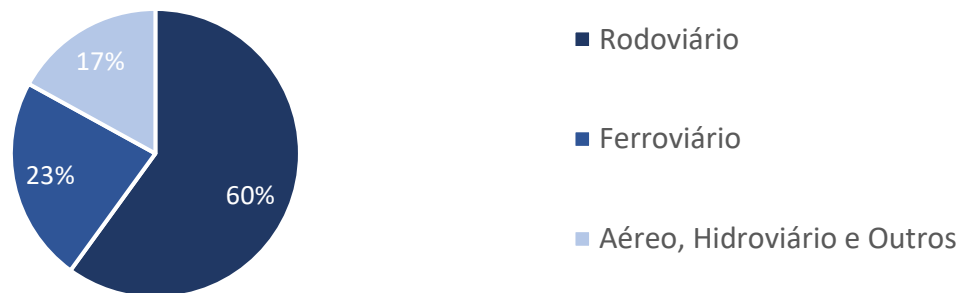 Rodoviário
17%
Ferroviário
23%
60%
Aéreo, Hidroviário e Outros